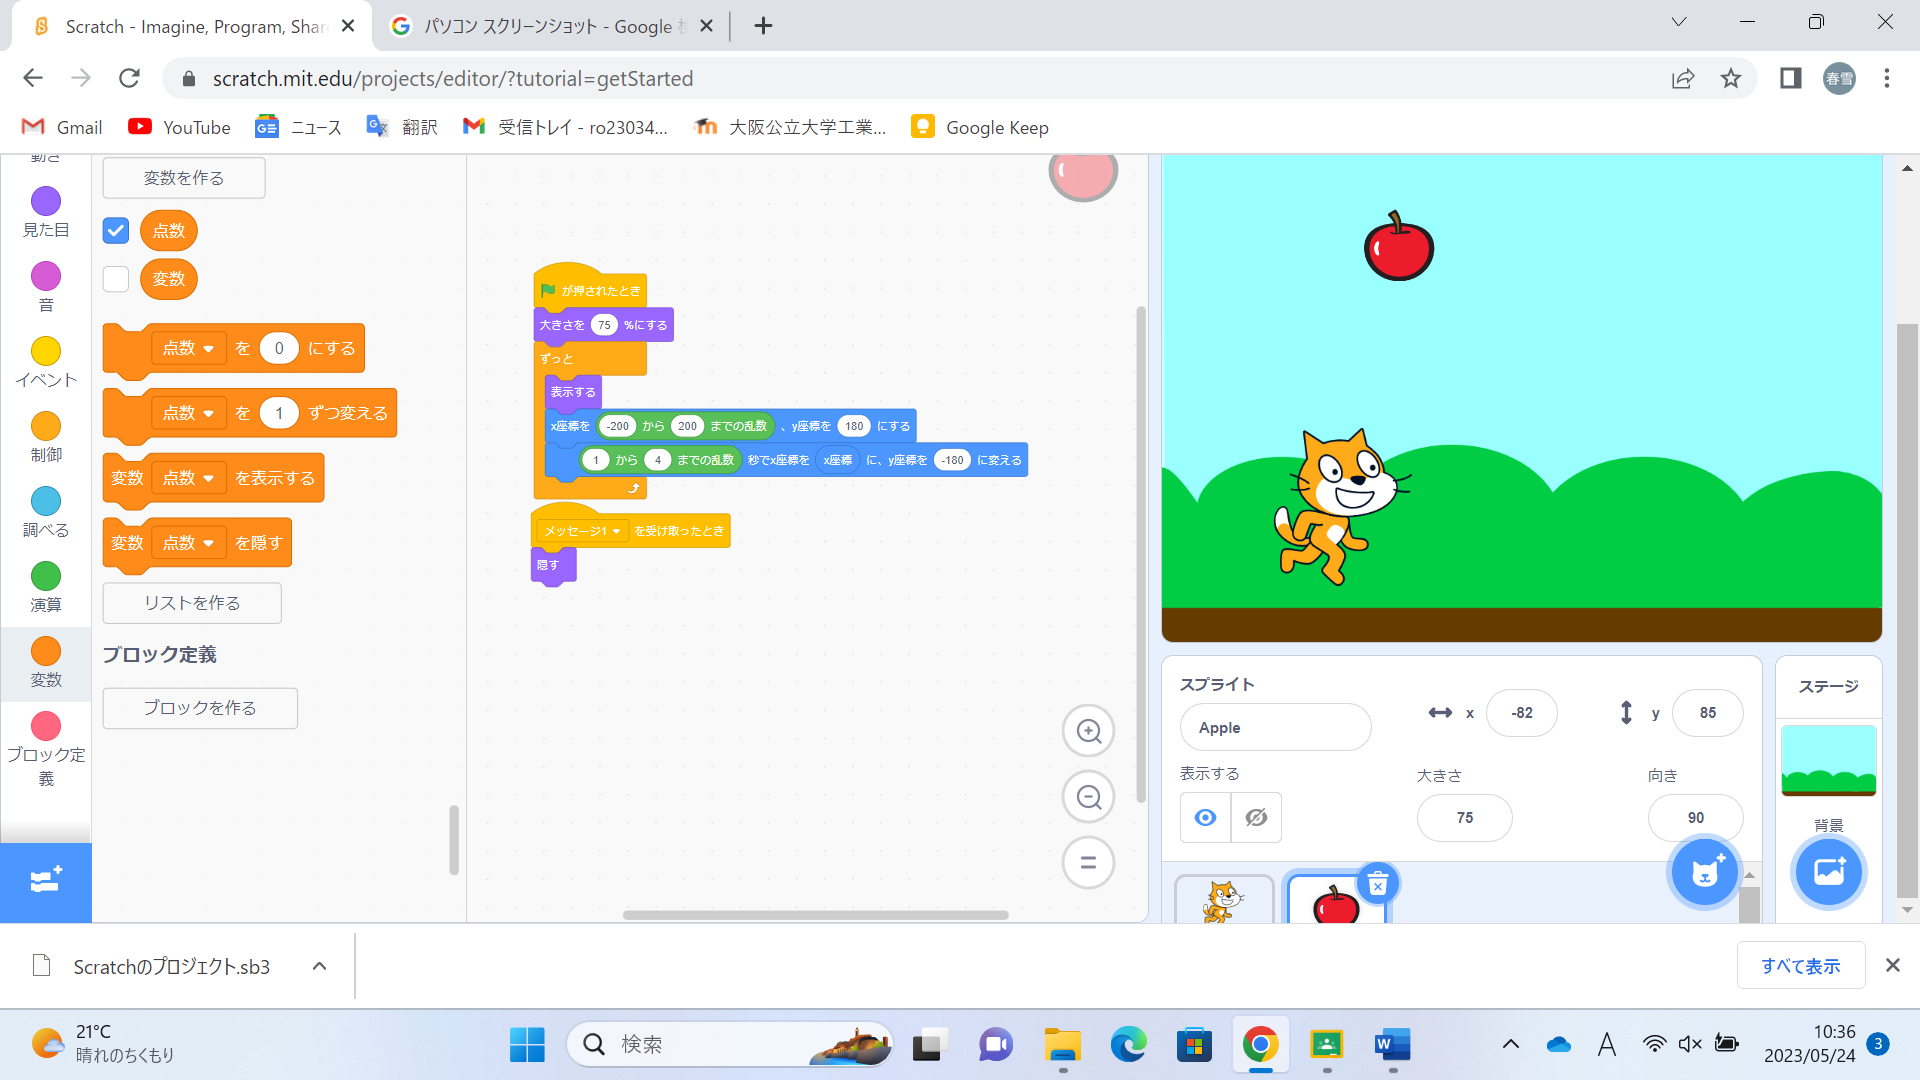 Scratch - Imagine, Program, Shar
パソコン スクリーンショット - Google 検
scratch.mit.edu/projects/editor/?tutorial=getStarted
春雪
Gmail
YouTube
ニュース
翻訳
受信トレイ - ro23034...
大阪公立大学工業...
Google Keep
動き
見た目
音
イベント
制御
調べる
演算
変数
ブロック定
義
変数を作る
点数
変数
点数 を 0 にする
点数 を 1 ずつ変える
変数 点数 を表示する
変数 点数 を隠す
リストを作る
ブロック定義
ブロックを作る
が押されたとき
大きさを 75 %にする
ずっと
表示する
x座標を -200 から 200 までの乱数 、y座標を 180 にする
1 から 4 までの乱数 秒でx座標を x座標 に、y座標を -180 に変える
メッセージ1 を受け取ったとき
隠す
スプライト
Apple
x -82
y 85
表示する
大きさ
75
向き
90
ステージ
背景
Scratchのプロジェクト.sb3
すべて表示
21°C
晴れのちくもり
検索
W
A
10:36
2023/05/24
3